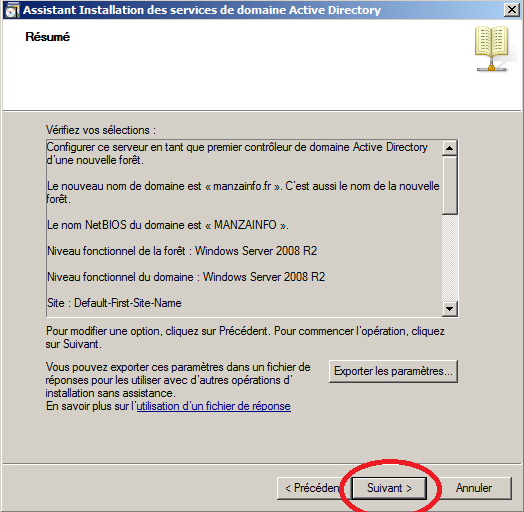 Assistant Installation des services de domaine Active Directory
Résumé
Vérifiez vos sélections :
Configurer ce serveur en tant que premier contrôleur de domaine Active Directory
d'une nouvelle forêt.
Le nouveau nom de domaine est « manzainfo.fr ». C'est aussi le nom de la nouvelle
forêt.
Le nom NetBIOS du domaine est « MANZAINFO ».
Niveau fonctionnel de la forêt : Windows Server 2008 R2
Niveau fonctionnel du domaine : Windows Server 2008 R2
Site : Default-First-Site-Name
Pour modifier une option, cliquez sur Précédent. Pour commencer l'opération, cliquez
sur Suivant.
Vous pouvez exporter ces paramètres dans un fichier de
réponses pour les utiliser avec d'autres opérations d'
installation sans assistance.
En savoir plus sur l'utilisation d'un fichier de réponse
Exporter les paramètres...
< Précéden
Suivant >
Annuler